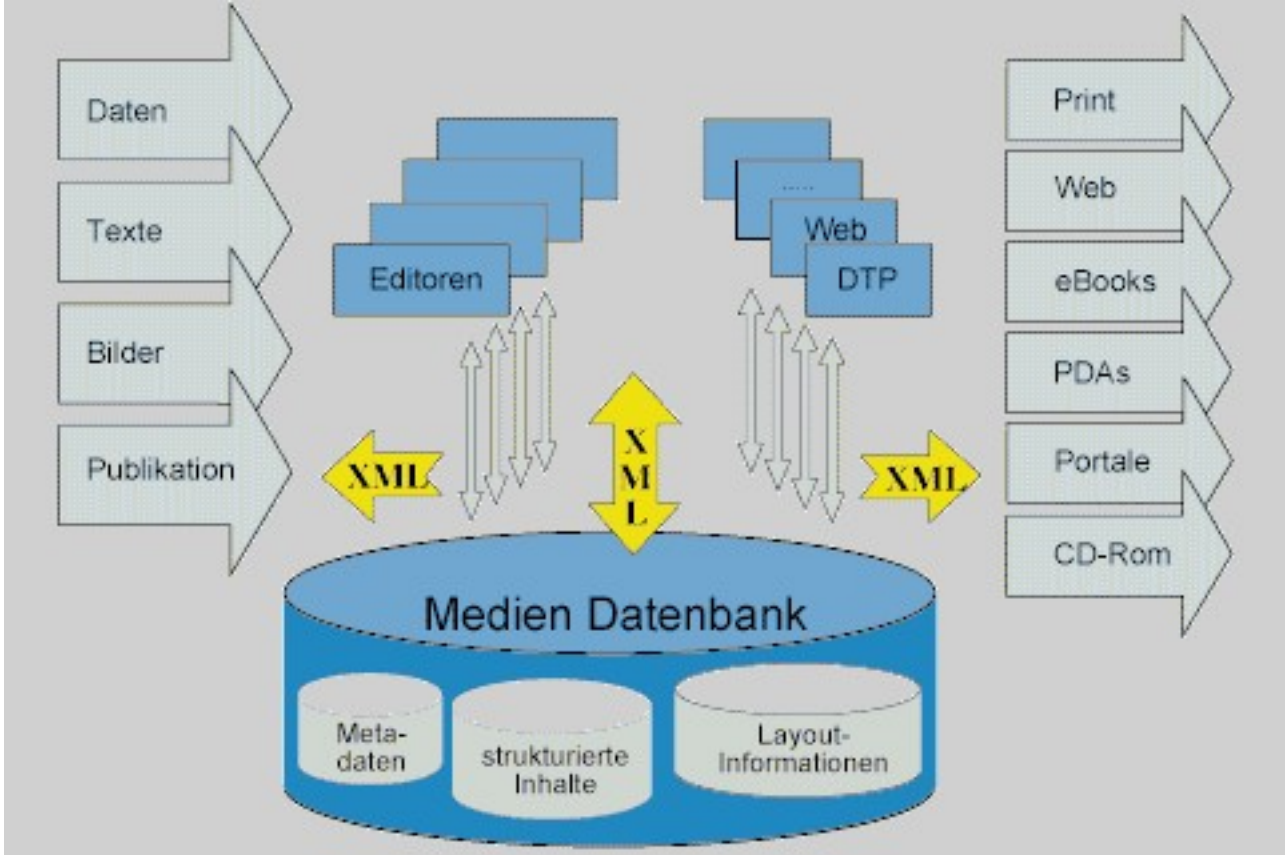 Daten
Texte
Bilder
Publikation
Editoren
.....
Web
DTP
Print
Web
eBooks
PDAs
Portale
CD-Rom
XML
X
M
L
XML
Medien Datenbank
Meta-
daten
strukturierte
Inhalte
Layout-
Informationen